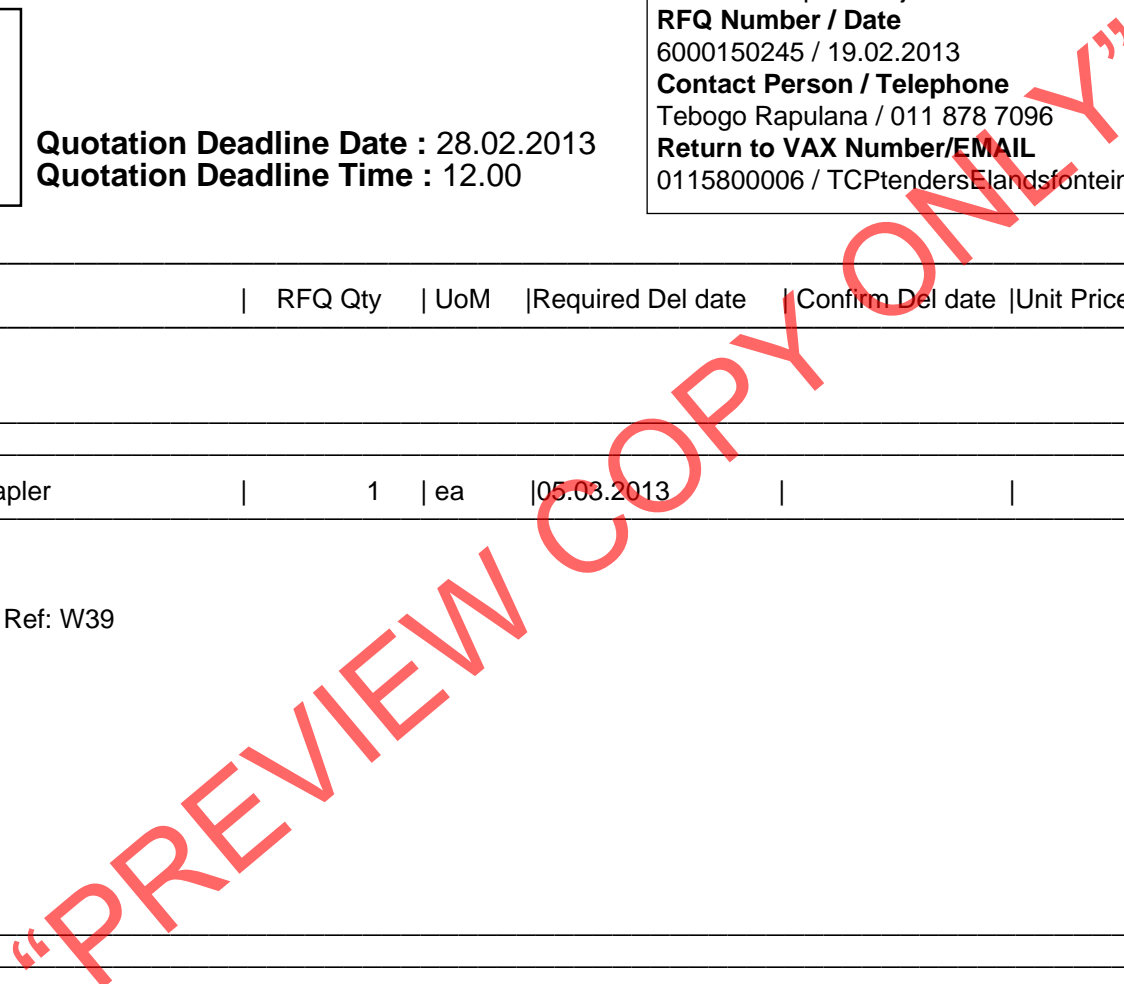 RFQ Number / Date
6000150245 / 19.02.2013
Contact Person / Telephone
Tebogo Rapulana / 011 878 7096
Return to VAX Number/EMAIL
0115800006 / TCPtendersElandsfontein
Quotation Deadline Date : 28.02.2013
Quotation Deadline Time : 12.00
| RFQ Qty | UoM |Required Del date | Confirm Del date |Unit Price
apler | 1 | ea |05.03.2013 | |
Ref: W39
“PREVIEW COPY ONLY”